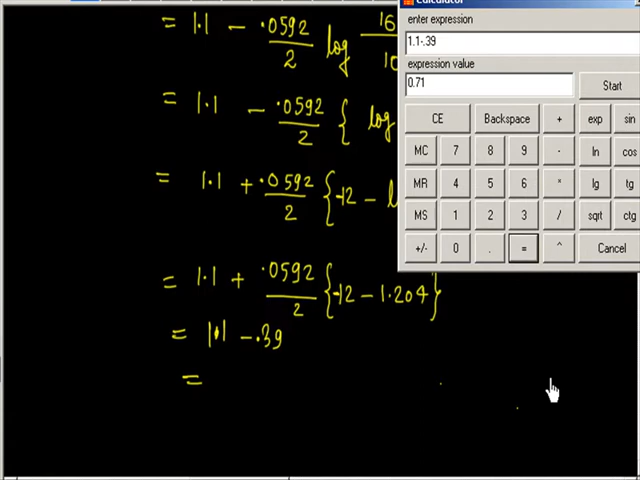 = 1.1 - .0592/2 log 16/10
= 1.1 - .0592/2 { log
= 1.1 + .0592/2 { -12 - l
= 1.1 + .0592/2 { -12 - 1.204 }
= 1.1 - .39
=
Calculator
enter expression
1.1-.39
expression value
0.71
Start
CE Backspace + exp sin
MC 7 8 9 - ln cos
MR 4 5 6 * lg tg
MS 1 2 3 / sqrt ctg
+/- 0 . = ^ Cancel